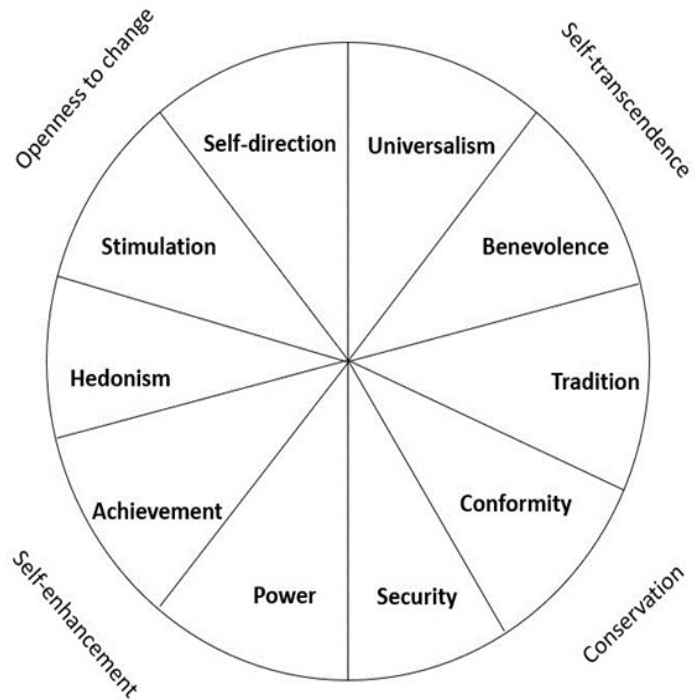 Openness to change
Self-transcendence
Self-direction
Universalism
Stimulation
Benevolence
Hedonism
Tradition
Achievement
Conformity
Power
Security
Self-enhancement
Conservation